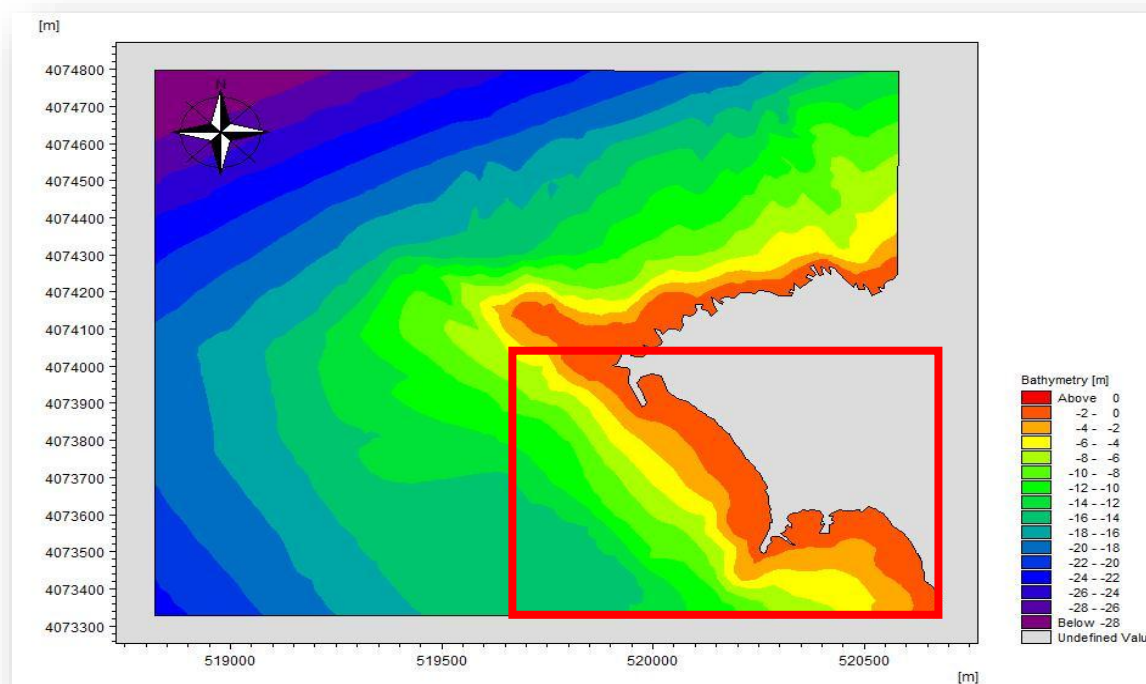 [m]
4074800
4074700
4074600
4074500
4074400
4074300
4074200
4074100
4074000
4073900
4073800
4073700
4073600
4073500
4073400
4073300
519000 519500 520000 520500
[m]
N
Bathymetry [m]
Above 0
-2 - 0
-4 - -2
-6 - -4
-8 - -6
-10 - -8
-12 - -10
-14 - -12
-16 - -14
-18 - -16
-20 - -18
-22 - -20
-24 - -22
-26 - -24
-28 - -26
Below -28
Undefined Valu